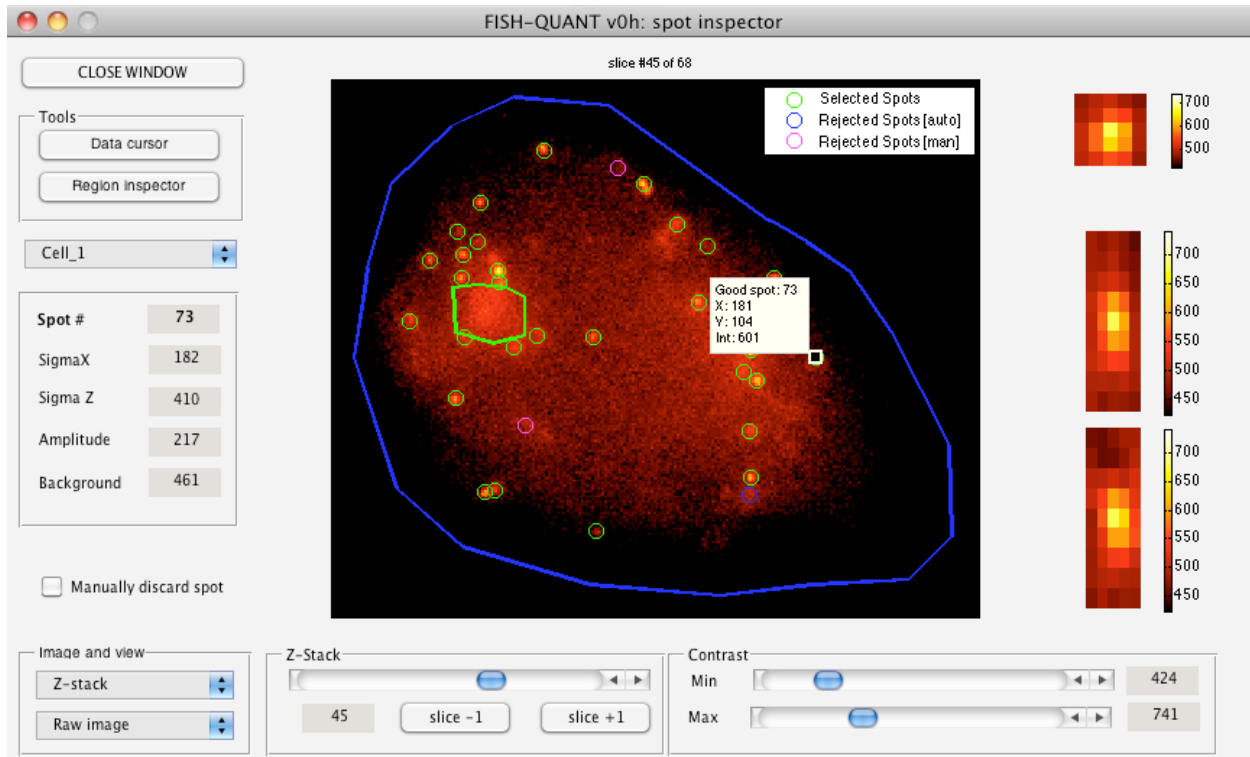 FISH-QUANT v0h: spot inspector
CLOSE WINDOW
Tools
Data cursor
Region inspector
Cell_1
Spot # 73
SigmaX 182
Sigma Z 410
Amplitude 217
Background 461
Manually discard spot
Image and view
Z-stack
Raw image
slice #45 of 68
Selected Spots
Rejected Spots [auto]
Rejected Spots [man]
Good spot: 73
X: 181
Y: 104
Int: 601
Z-Stack
45 slice -1 slice +1
Contrast
Min 424
Max 741
700
600
500
700
650
600
550
500
450
700
650
600
550
500
450